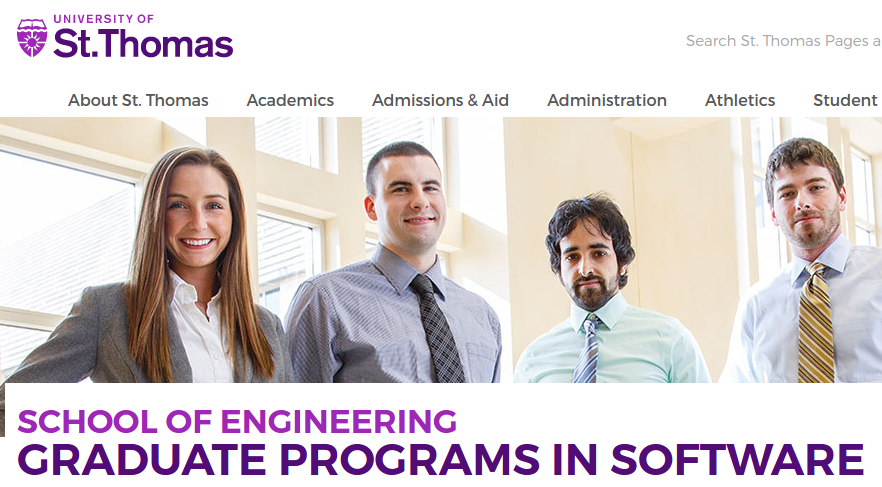 UNIVERSITY OF
St.Thomas
Search St. Thomas Pages a
About St. Thomas Academics Admissions & Aid Administration Athletics Student
SCHOOL OF ENGINEERING
GRADUATE PROGRAMS IN SOFTWARE